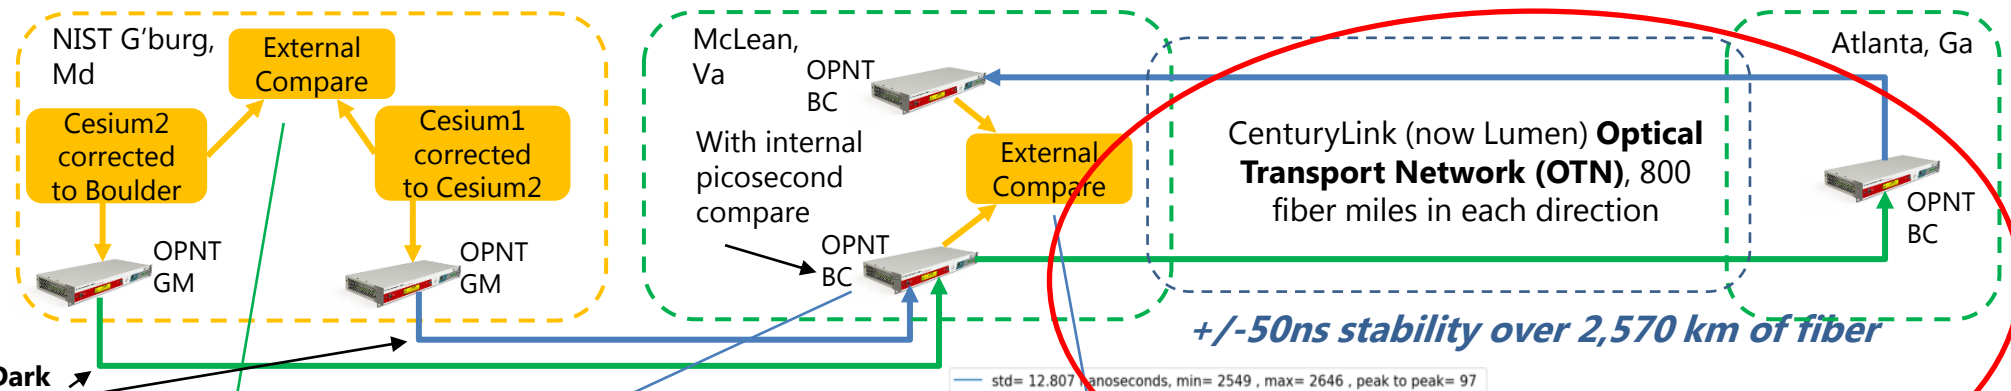 NIST G'burg,
Md
External
Compare
Cesium2
corrected
to Boulder
Cesium1
corrected
to Cesium2
OPNT
GM
OPNT
GM
McLean,
Va
OPNT
BC
With internal
picosecond
compare
External
Compare
OPNT
BC
CenturyLink (now Lumen) Optical
Transport Network (OTN), 800
fiber miles in each direction
Atlanta, Ga
OPNT
BC
+/-50ns stability over 2,570 km of fiber
Dark
std= 12.807 nanoseconds, min= 2549 , max= 2646 , peak to peak= 97